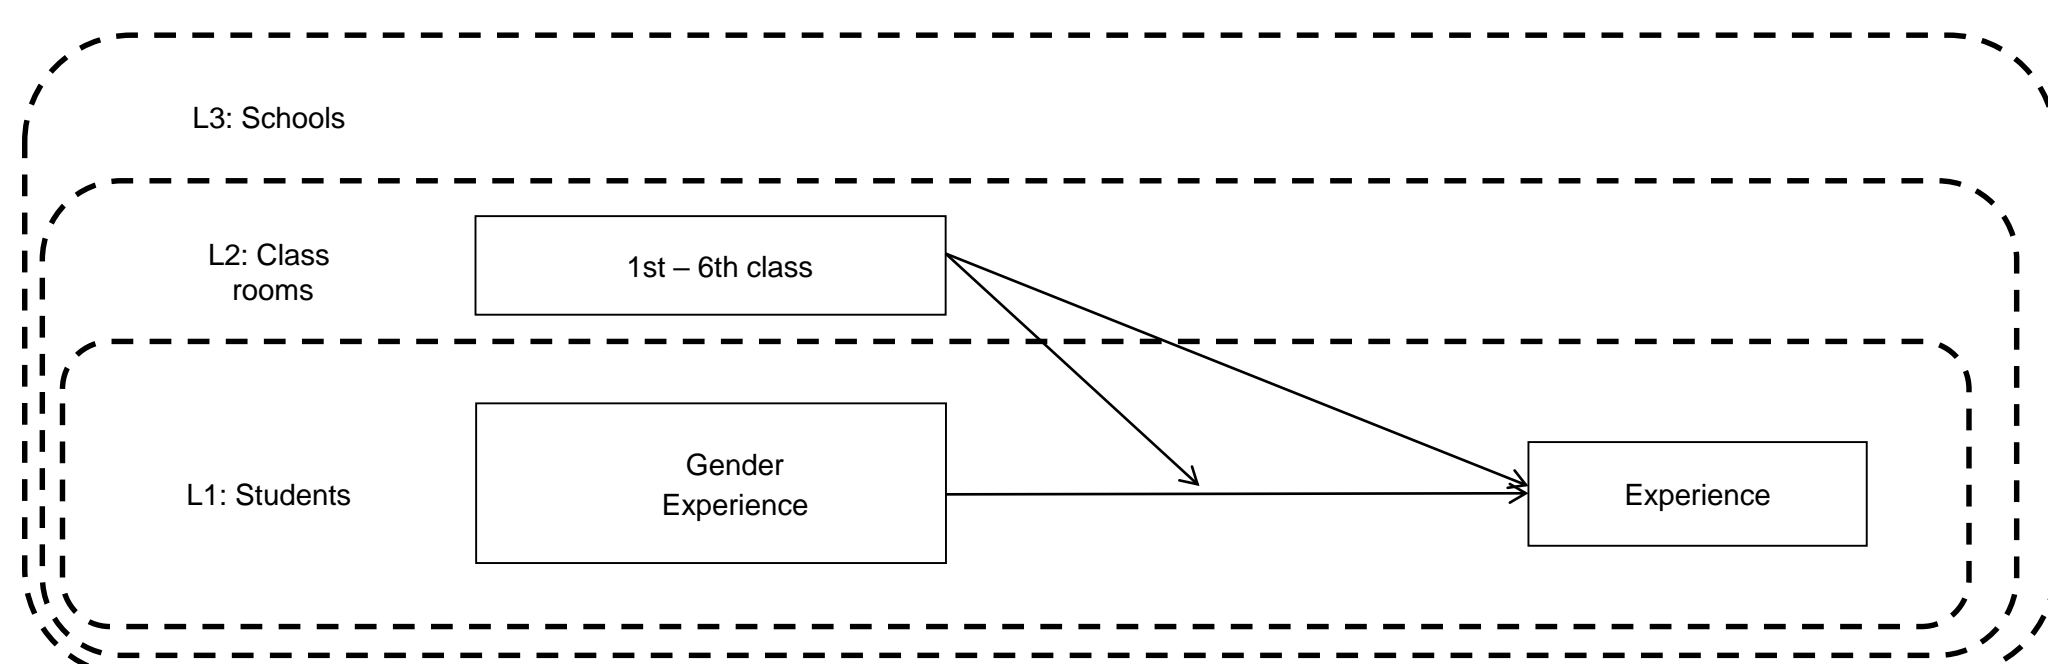 L3: Schools
L2: Class
rooms
1st – 6th class
L1: Students
Gender
Experience
Experience